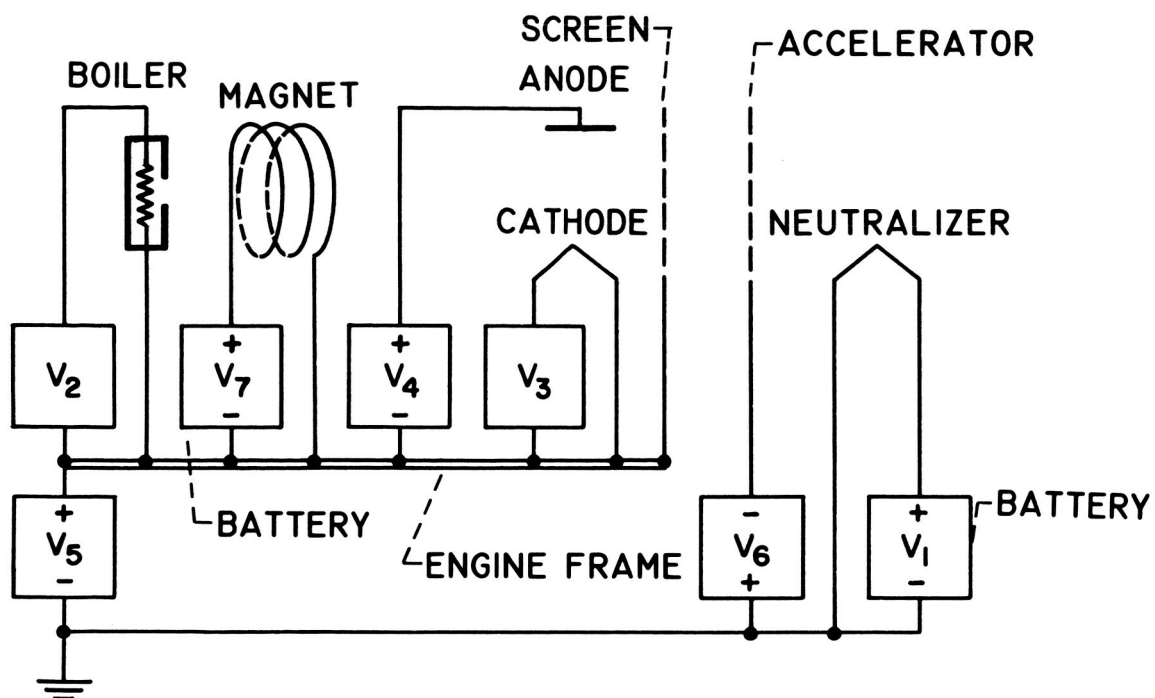 SCREEN
ACCELERATOR
BOILER
ANODE
MAGNET
CATHODE
NEUTRALIZER
+
+
V2
V7
V4
V3
-
-
+
-
+
BATTERY
V5
BATTERY
V6
V1
ENGINE FRAME
-
+
-